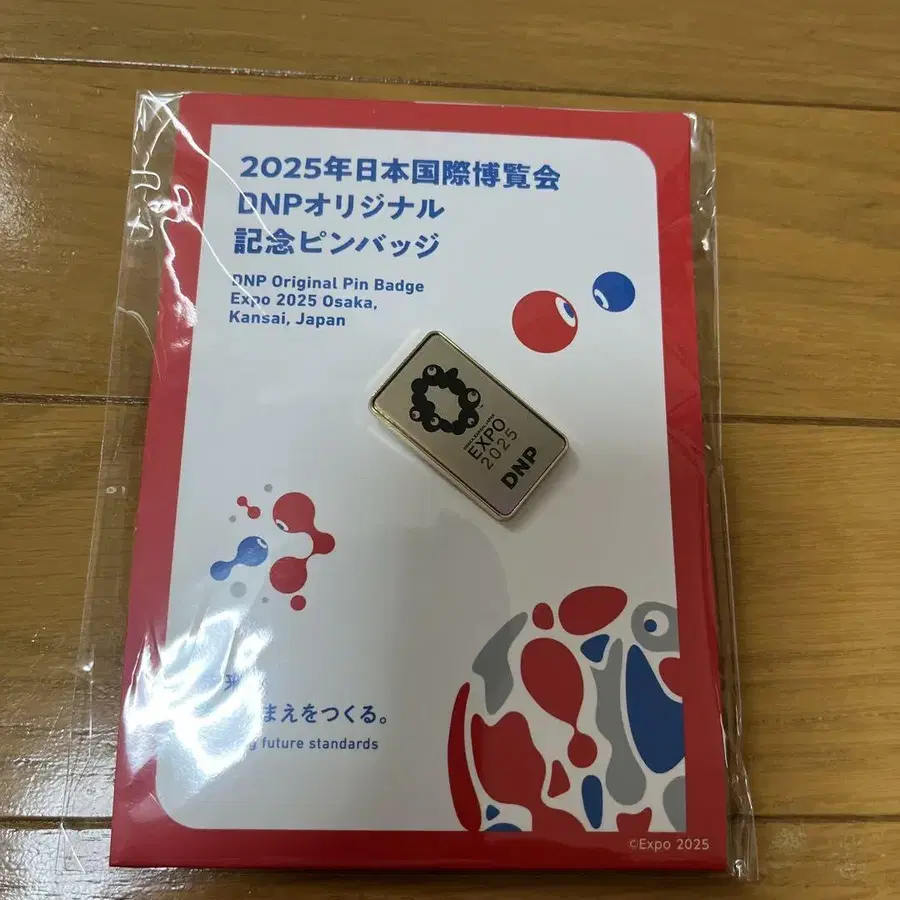 2025年日本国際博覧会
DNPオリジナル
記念ピンバッジ
DNP Original Pin Badge
Expo 2025 Osaka,
Kansai, Japan
EXPO
2025
DNP
まえをつくる。
future standards
©Expo 2025